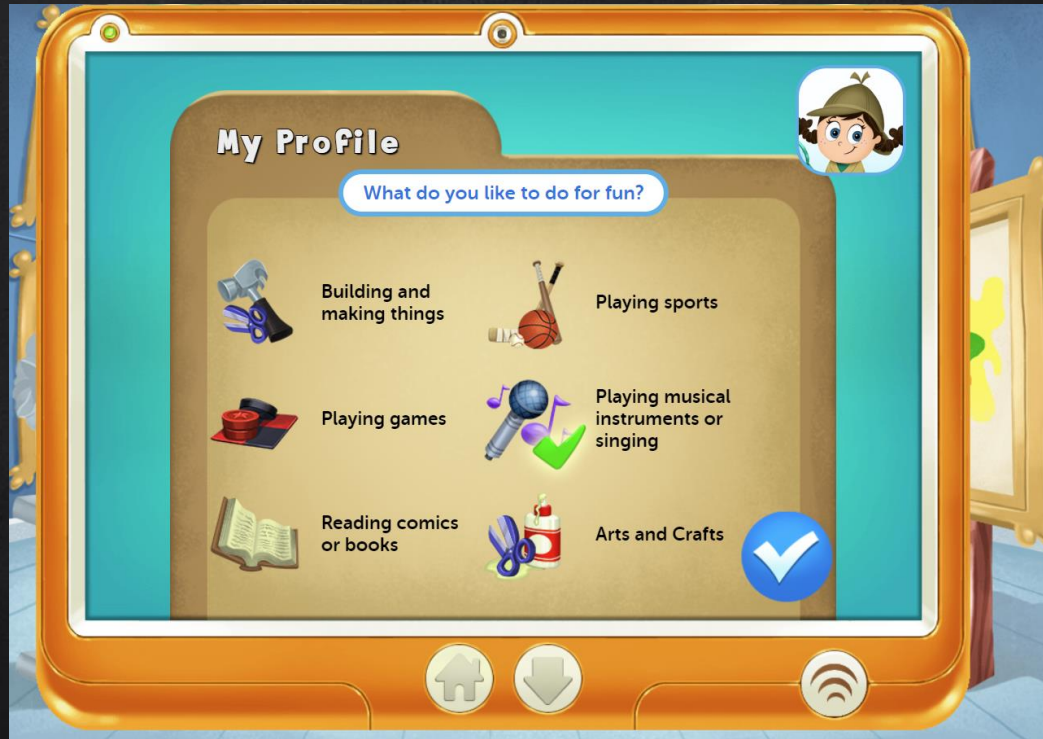 My Profile
What do you like to do for fun?
Building and
making things
Playing sports
Playing games
Playing musical
instruments or
singing
Reading comics
or books
Arts and Crafts